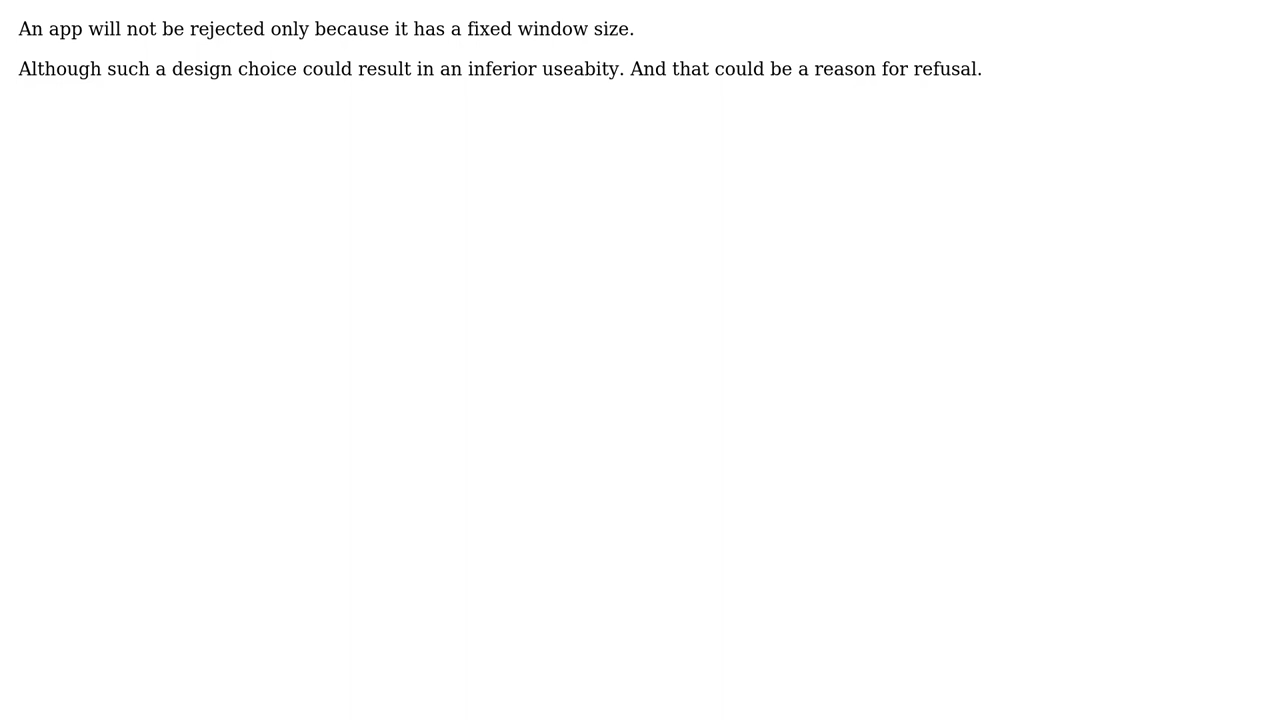 An app will not be rejected only because it has a fixed window size.
Although such a design choice could result in an inferior useabity. And that could be a reason for refusal.